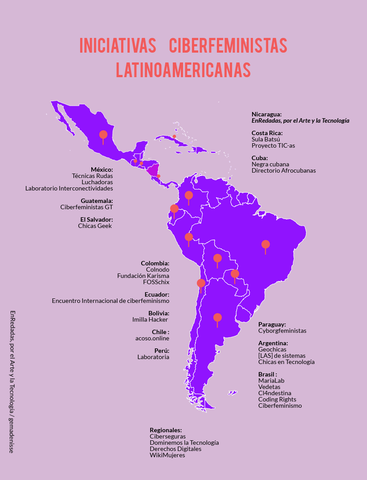 INICIATIVAS CIBERFEMINISTAS
LATINOAMERICANAS
Nicaragua:
EnRedadas, por el Arte y la Tecnología
Costa Rica:
Sula Batsú
Proyecto TIC-as
Cuba:
Negra cubana
Directorio Afrocubanas
México:
Técnicas Rudas
Luchadoras
Laboratorio Interconectividades
Guatemala:
Ciberfeministas GT
El Salvador:
Chicas Geek
Colombia:
Colnodo
Fundación Karisma
FOSSchix
Ecuador:
Encuentro Internacional de ciberfeminismo
Bolivia:
Imilla Hacker
Chile :
acoso.online
Perú:
Laboratoria
Paraguay:
Cyborgfeministas
Argentina:
Geochicas
[LAS] de sistemas
Chicas en Tecnología
Brasil :
MariaLab
Vedetas
Cl4ndestina
Coding Rights
Ciberfeminismo
Regionales:
Ciberseguras
Dominemos la Tecnología
Derechos Digitales
WikiMujeres
EnRedadas, por el Arte y la Tecnología / gemadenisse